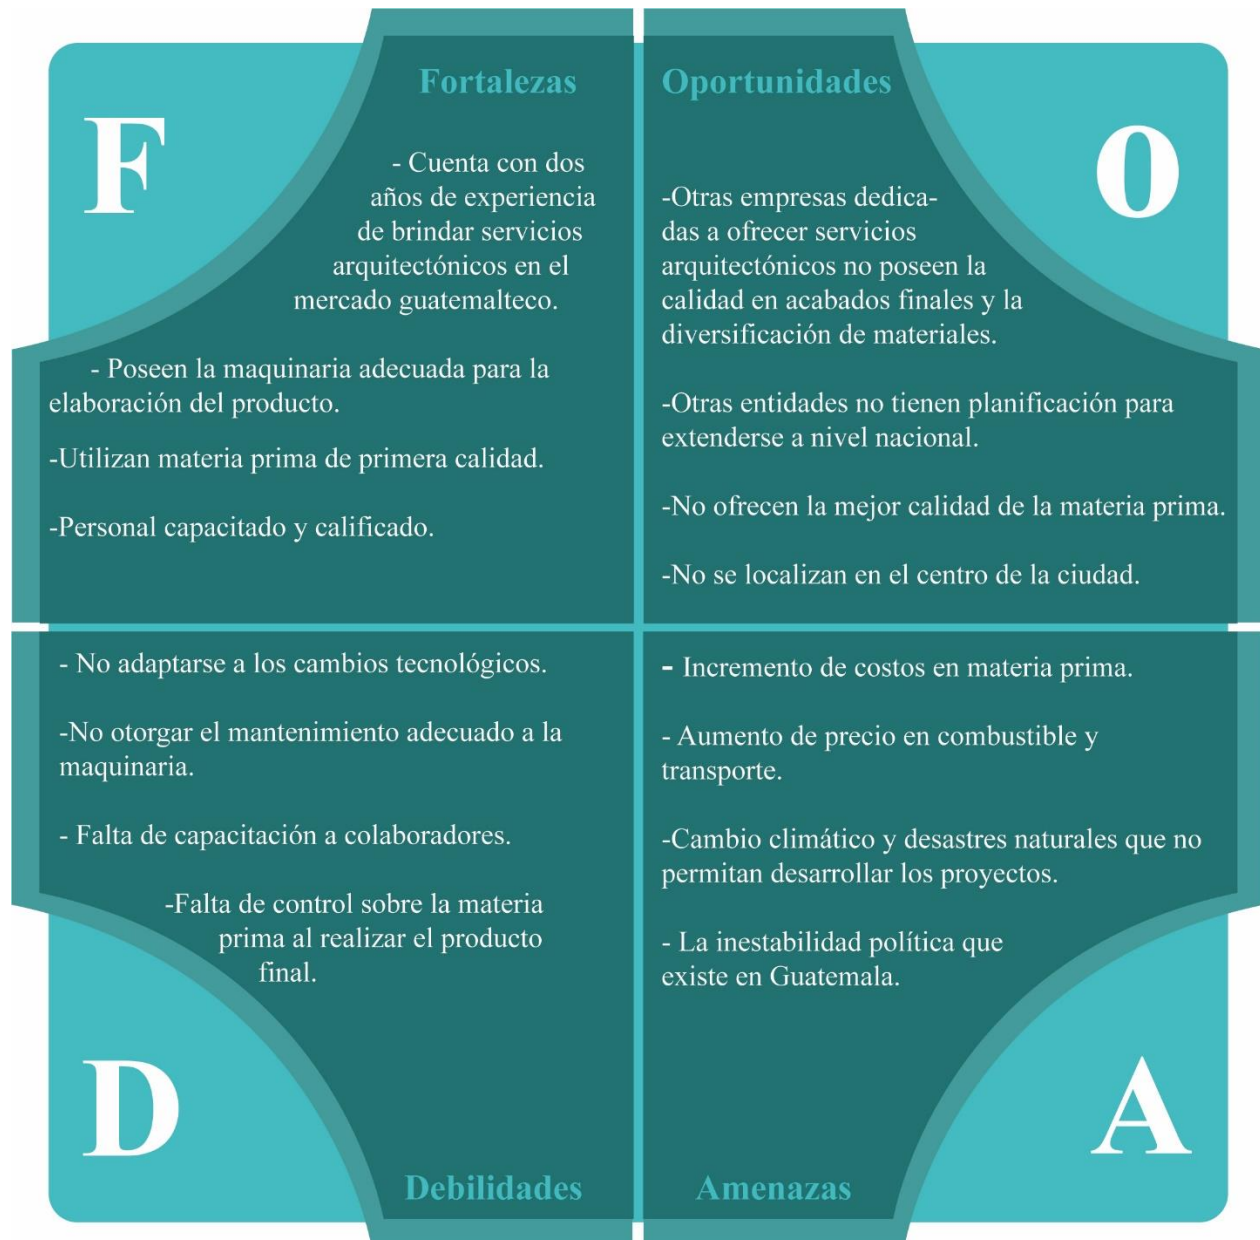 F
Fortalezas
- Cuenta con dos
años de experiencia
de brindar servicios
arquitectónicos en el
mercado guatemalteco.
- Poseen la maquinaria adecuada para la
elaboración del producto.
-Utilizan materia prima de primera calidad.
-Personal capacitado y calificado.
O
Oportunidades
-Otras empresas dedica-
das a ofrecer servicios
arquitectónicos no poseen la
calidad en acabados finales y la
diversificación de materiales.
-Otras entidades no tienen planificación para
extenderse a nivel nacional.
-No ofrecen la mejor calidad de la materia prima.
-No se localizan en el centro de la ciudad.
- No adaptarse a los cambios tecnológicos.
-No otorgar el mantenimiento adecuado a la
maquinaria.
- Falta de capacitación a colaboradores.
-Falta de control sobre la materia
prima al realizar el producto
final.
D
Debilidades
- Incremento de costos en materia prima.
- Aumento de precio en combustible y
transporte.
-Cambio climático y desastres naturales que no
permitan desarrollar los proyectos.
- La inestabilidad política que
existe en Guatemala.
A
Amenazas